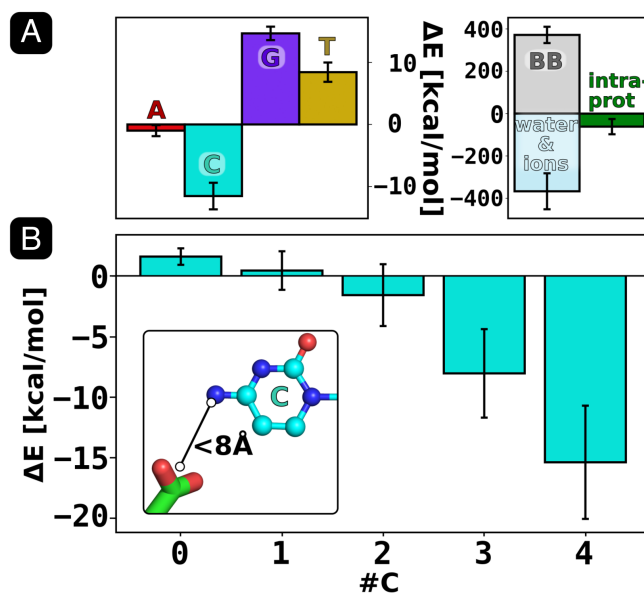 A
A
C
G
T
10
0
−10
ΔE [kcal/mol]
400
200
0
−200
−400
BB
water
&
ions
intra-
prot
B
ΔE [kcal/mol]
0
−5
−10
−15
−20
C
<8Å
0 1 2 3 4
#C